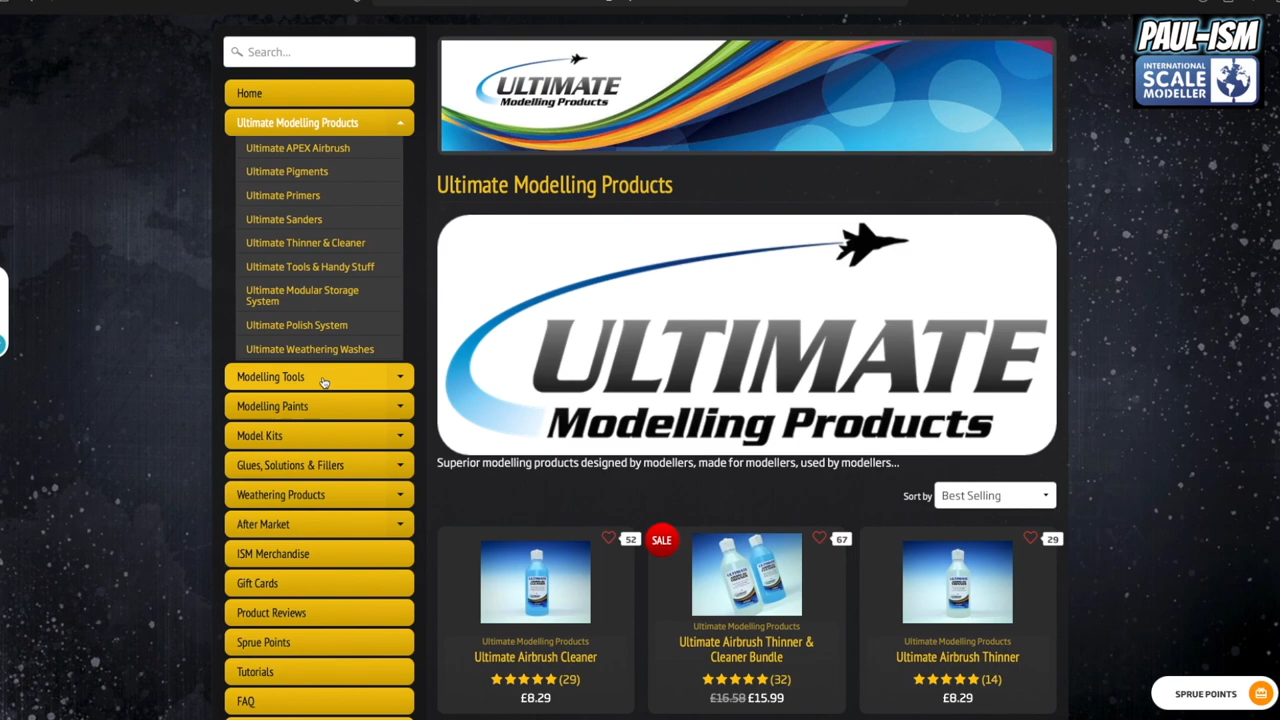 PAUL-ISM
INTERNATIONAL
SCALE
MODELLER
Search...
Home
Ultimate Modelling Products
Ultimate APEX Airbrush
Ultimate Pigments
Ultimate Primers
Ultimate Sanders
Ultimate Thinner & Cleaner
Ultimate Tools & Handy Stuff
Ultimate Modular Storage
System
Ultimate Polish System
Ultimate Weathering Washes
Modelling Tools
Modelling Paints
Model Kits
Glues, Solutions & Fillers
Weathering Products
After Market
ISM Merchandise
Gift Cards
Product Reviews
Sprue Points
Tutorials
FAQ
ULTIMATE
Modelling Products
Ultimate Modelling Products
ULTIMATE
Modelling Products
Superior modelling products designed by modellers, made for modellers, used by modellers...
Sort by Best Selling
52
ULTIMATE
Ultimate Modelling Products
Ultimate Airbrush Cleaner
(29)
£8.29
SALE
67
ULTIMATE
ULTIMATE
Ultimate Modelling Products
Ultimate Airbrush Thinner &
Cleaner Bundle
(32)
£16.58 £15.99
29
ULTIMATE
Ultimate Modelling Products
Ultimate Airbrush Thinner
(14)
£8.29
SPRUE POINTS